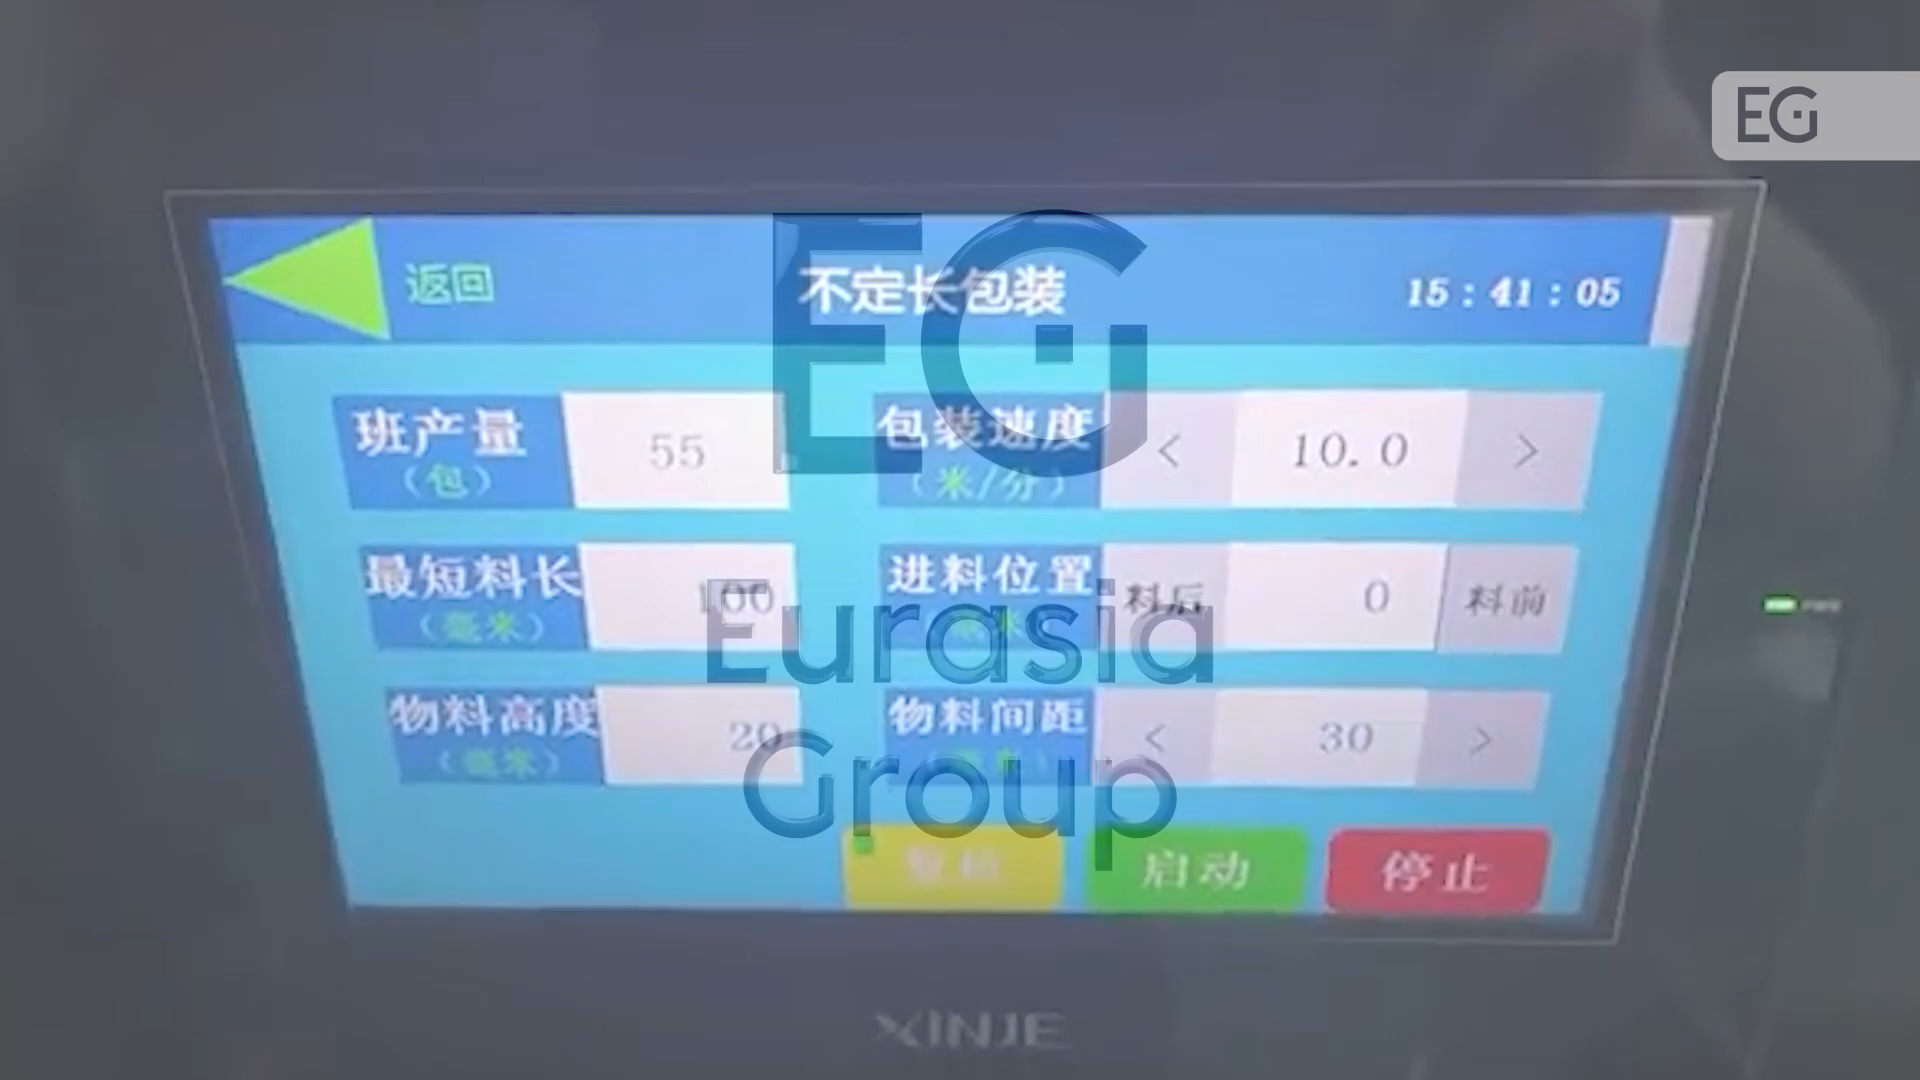 EG
返回
不定长包装
15:41:05
EG
班产量
(包)
55
包装速度
(米/分)
<
10.0
>
最短料长
(毫米)
100
进料位置
料后
0
料前
Eurasia
物料高度
(毫米)
20
物料间距
<
30
>
Group
启动
停止
XINJE